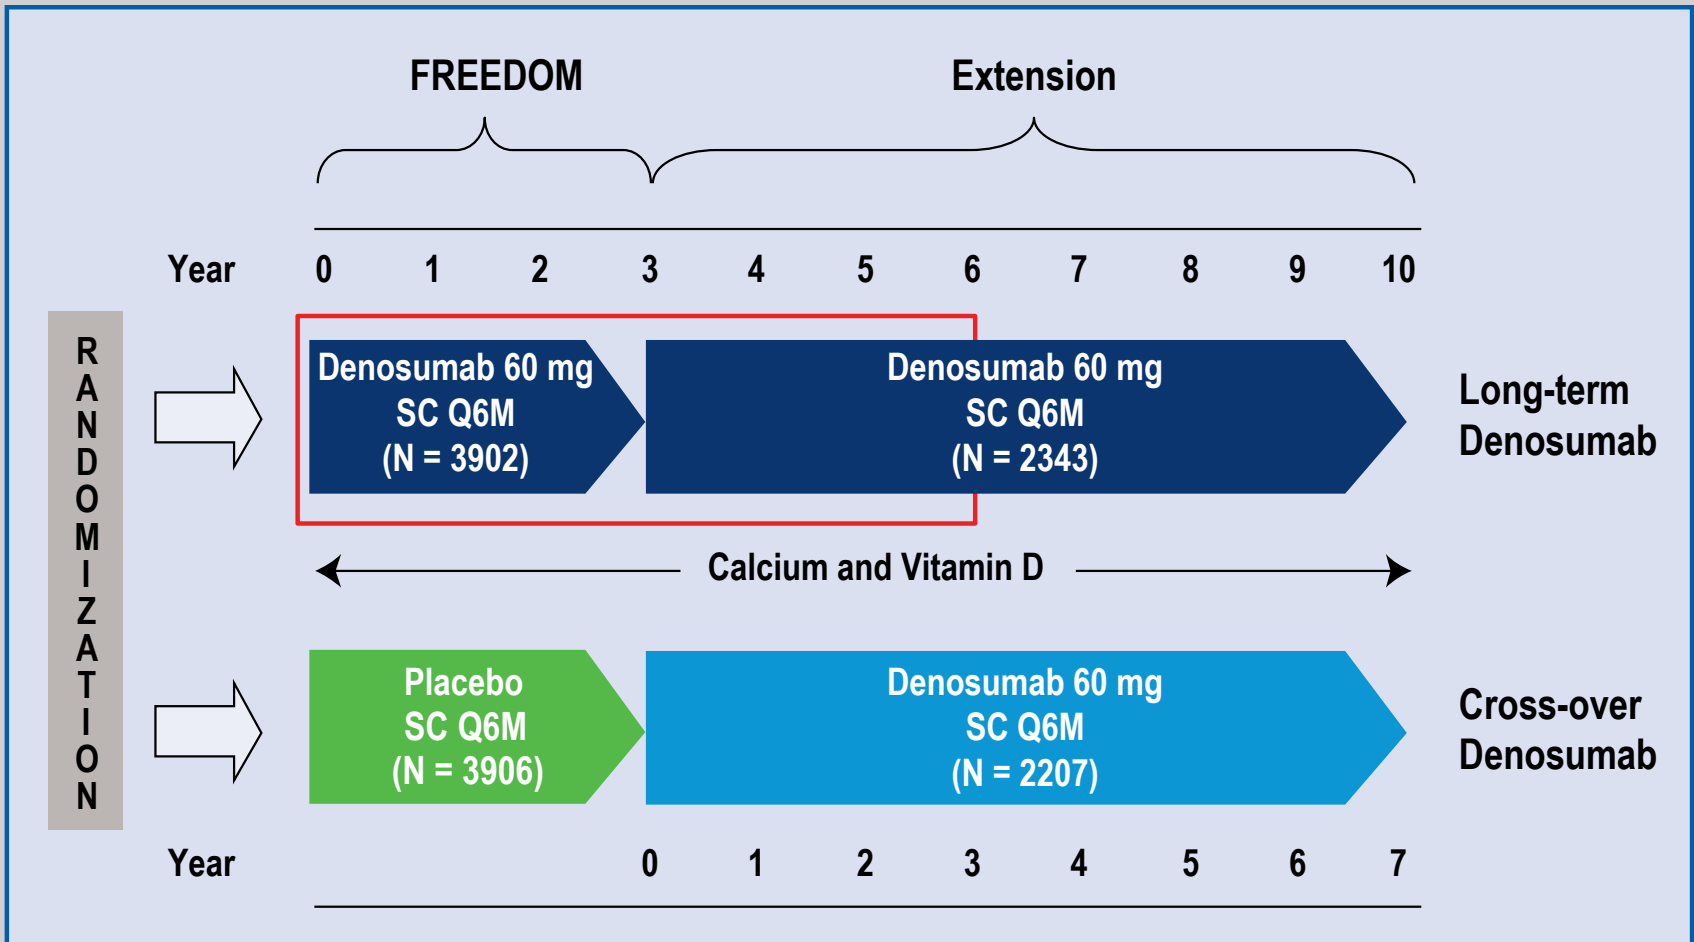 FREEDOM
Extension
Year 0 1 2 3 4 5 6 7 8 9 10
RANDOMIZATION
Denosumab 60 mg
SC Q6M
(N = 3902)
Denosumab 60 mg
SC Q6M
(N = 2343)
Long-term
Denosumab
Calcium and Vitamin D
Placebo
SC Q6M
(N = 3906)
Denosumab 60 mg
SC Q6M
(N = 2207)
Cross-over
Denosumab
Year 0 1 2 3 4 5 6 7